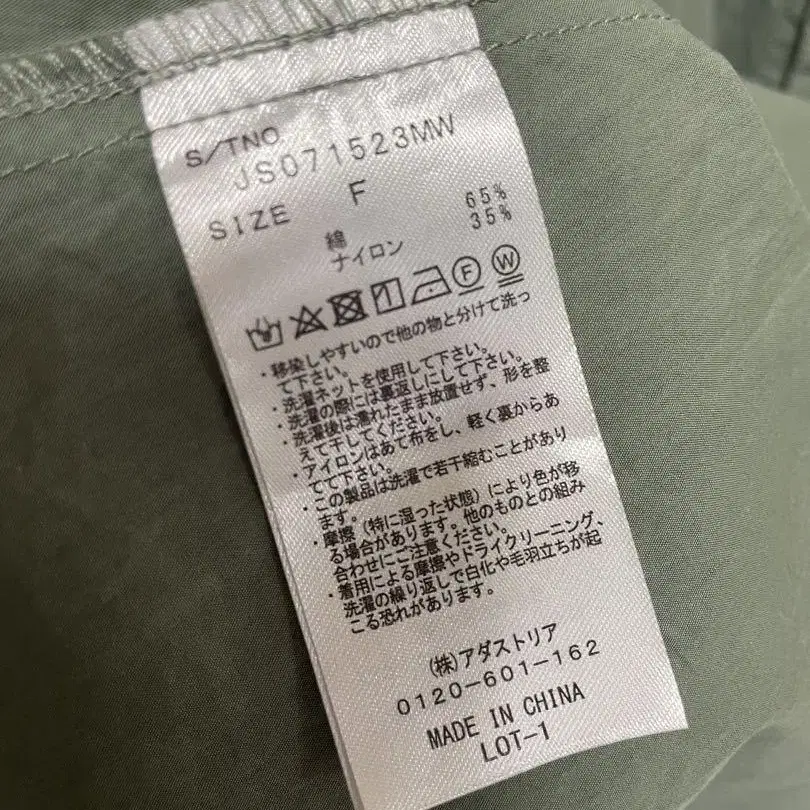 S/TNO
JS071523MW
SIZE F
綿 65%
ナイロン 35%
F W
・移染しやすいので他の物と分けて洗っ
て下さい。
・洗濯ネットを使用して下さい。
・洗濯の際には裏返しにして下さい。
・洗濯後は濡れたまま放置せず、形を整
えて干してください。
・アイロンはあて布をし、軽く裏からあ
てて下さい。
・この製品は洗濯で若干縮むことがあり
ます。
・摩擦（特に湿った状態）により色が移
る場合があります。他のものとの組み
合わせにご注意ください。
・着用による摩擦やドライクリーニング、
洗濯の繰り返しで白化や毛羽立ちが起
こる恐れがあります。
(株)アダストリア
0120-601-162
MADE IN CHINA
LOT-1